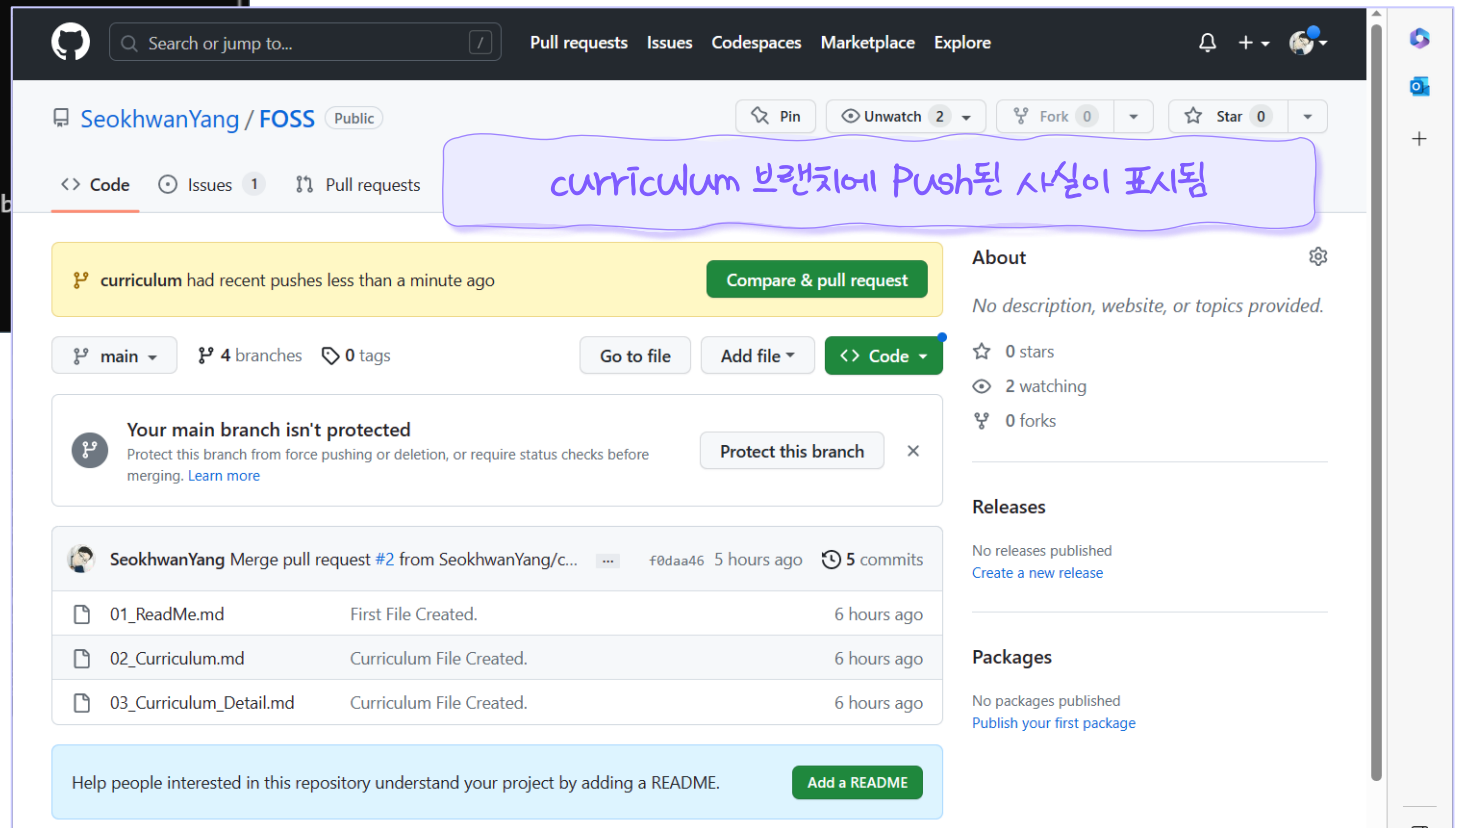 Search or jump to... /
Pull requests Issues Codespaces Marketplace Explore
SeokhwanYang / FOSS Public
Pin Unwatch 2 Fork 0 Star 0
Code Issues 1 Pull requests
curriculum 브랜치에 Push된 사실이 표시됨
curriculum had recent pushes less than a minute ago Compare & pull request
main 4 branches 0 tags Go to file Add file Code
Your main branch isn't protected
Protect this branch from force pushing or deletion, or require status checks before
merging. Learn more
Protect this branch
SeokhwanYang Merge pull request #2 from SeokhwanYang/c... ... f0daa46 5 hours ago 5 commits
01_ReadMe.md First File Created. 6 hours ago
02_Curriculum.md Curriculum File Created. 6 hours ago
03_Curriculum_Detail.md Curriculum File Created. 6 hours ago
Help people interested in this repository understand your project by adding a README. Add a README
About
No description, website, or topics provided.
0 stars
2 watching
0 forks
Releases
No releases published
Create a new release
Packages
No packages published
Publish your first package